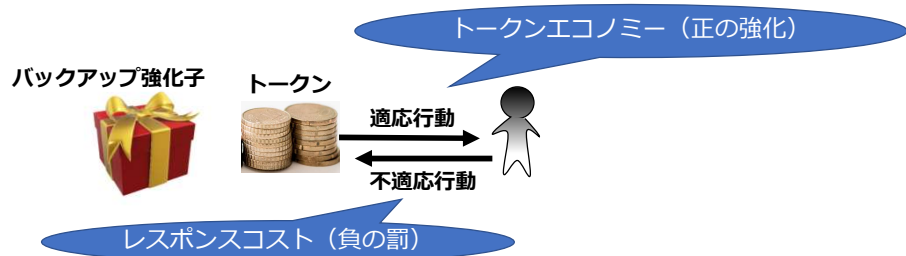 トークンエコノミー（正の強化）
バックアップ強化子
トークン
適応行動
不適応行動
レスポンスコスト（負の罰）